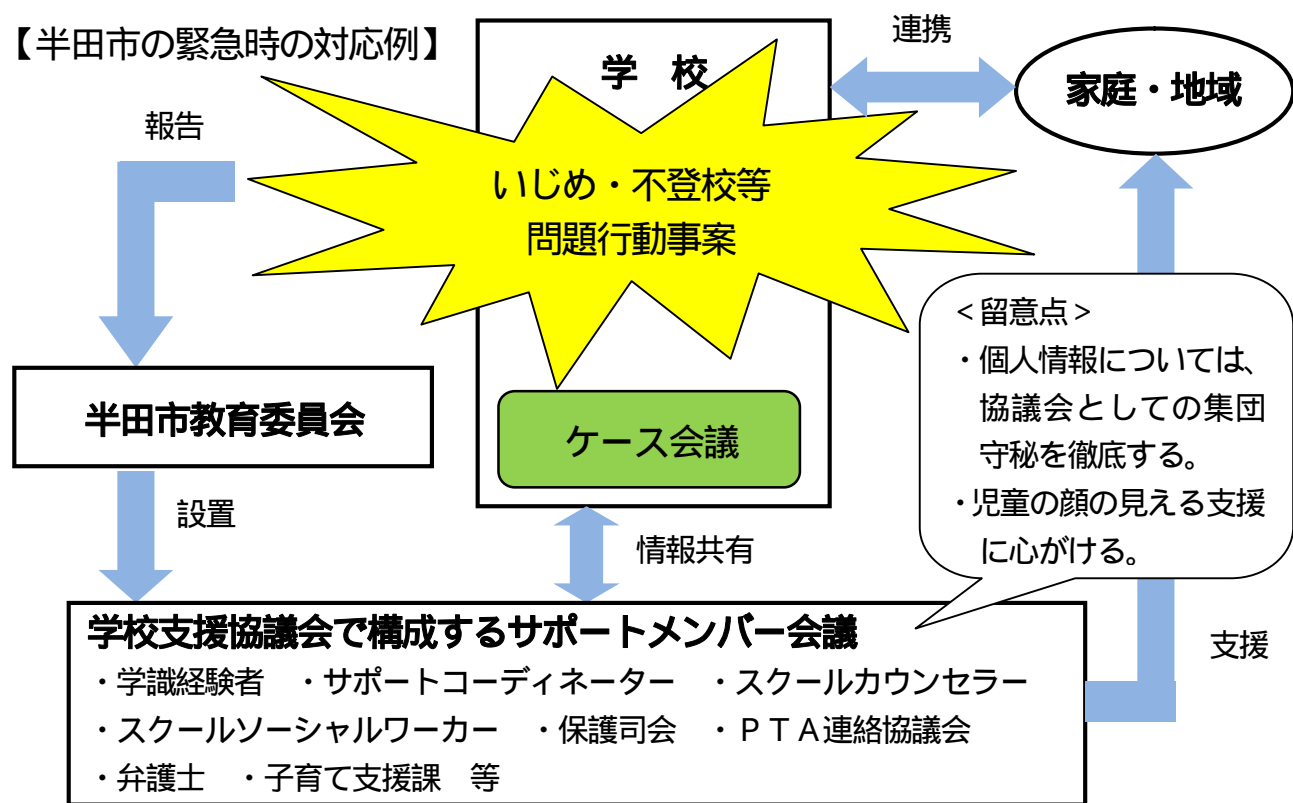 【半田市の緊急時の対応例】
学　校
連携
家庭・地域
報告
いじめ・不登校等
問題行動事案
＜留意点＞
・個人情報については、
協議会としての集団
守秘を徹底する。
・児童の顔の見える支援
に心がける。
半田市教育委員会
ケース会議
設置
情報共有
支援
学校支援協議会で構成するサポートメンバー会議
・学識経験者　・サポートコーディネーター　・スクールカウンセラー
・スクールソーシャルワーカー　・保護司会　・ＰＴＡ連絡協議会
・弁護士　・子育て支援課　等